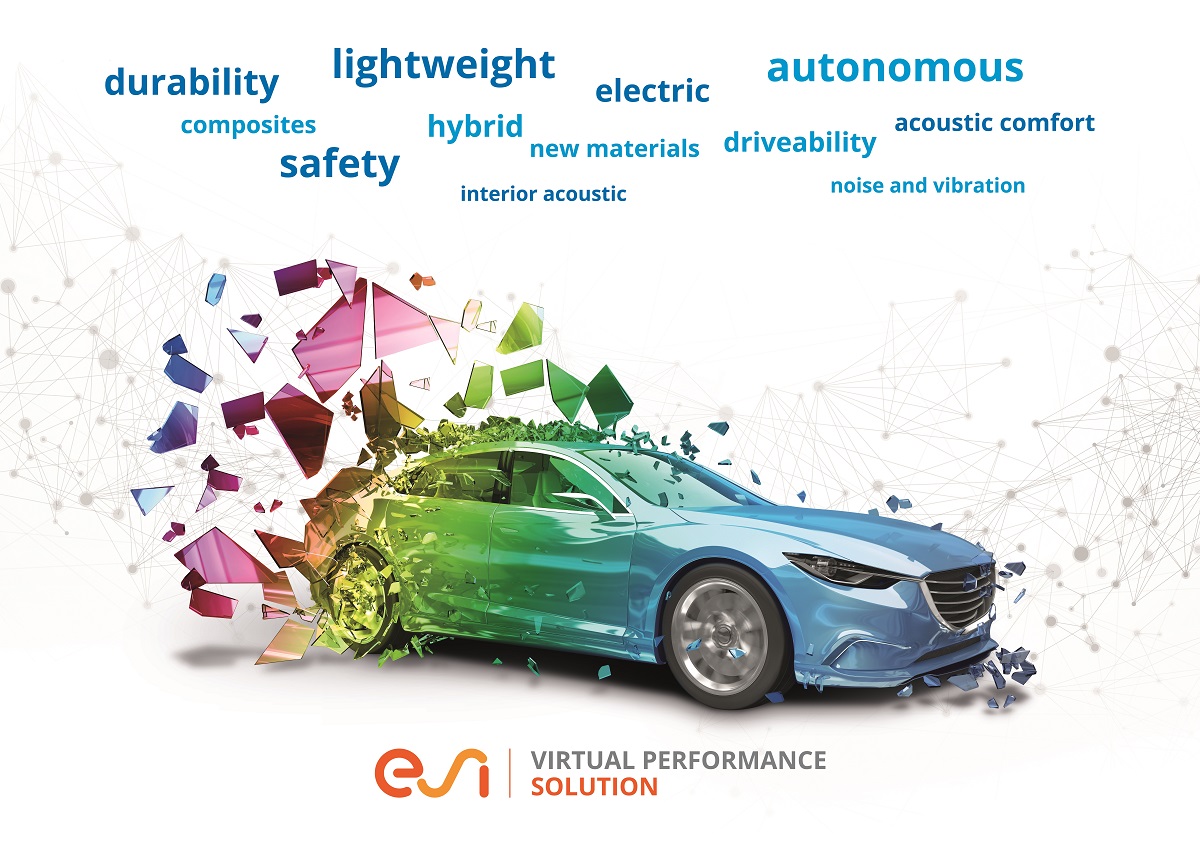 lightweight
autonomous
durability
electric
composites
hybrid
acoustic comfort
new materials
driveability
safety
interior acoustic
noise and vibration
esi
VIRTUAL PERFORMANCE
SOLUTION